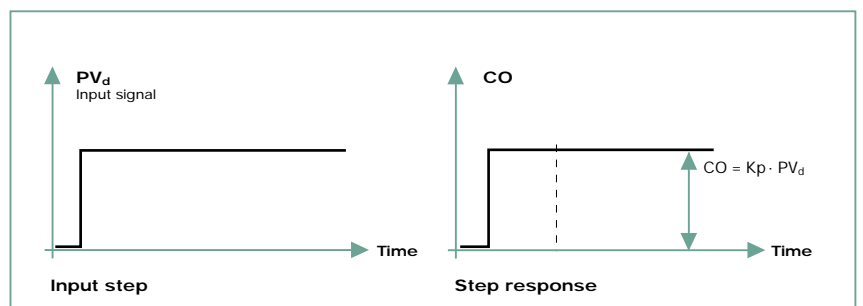 PVd
Input signal
Time
Input step
CO
CO = Kp · PVd
Time
Step response